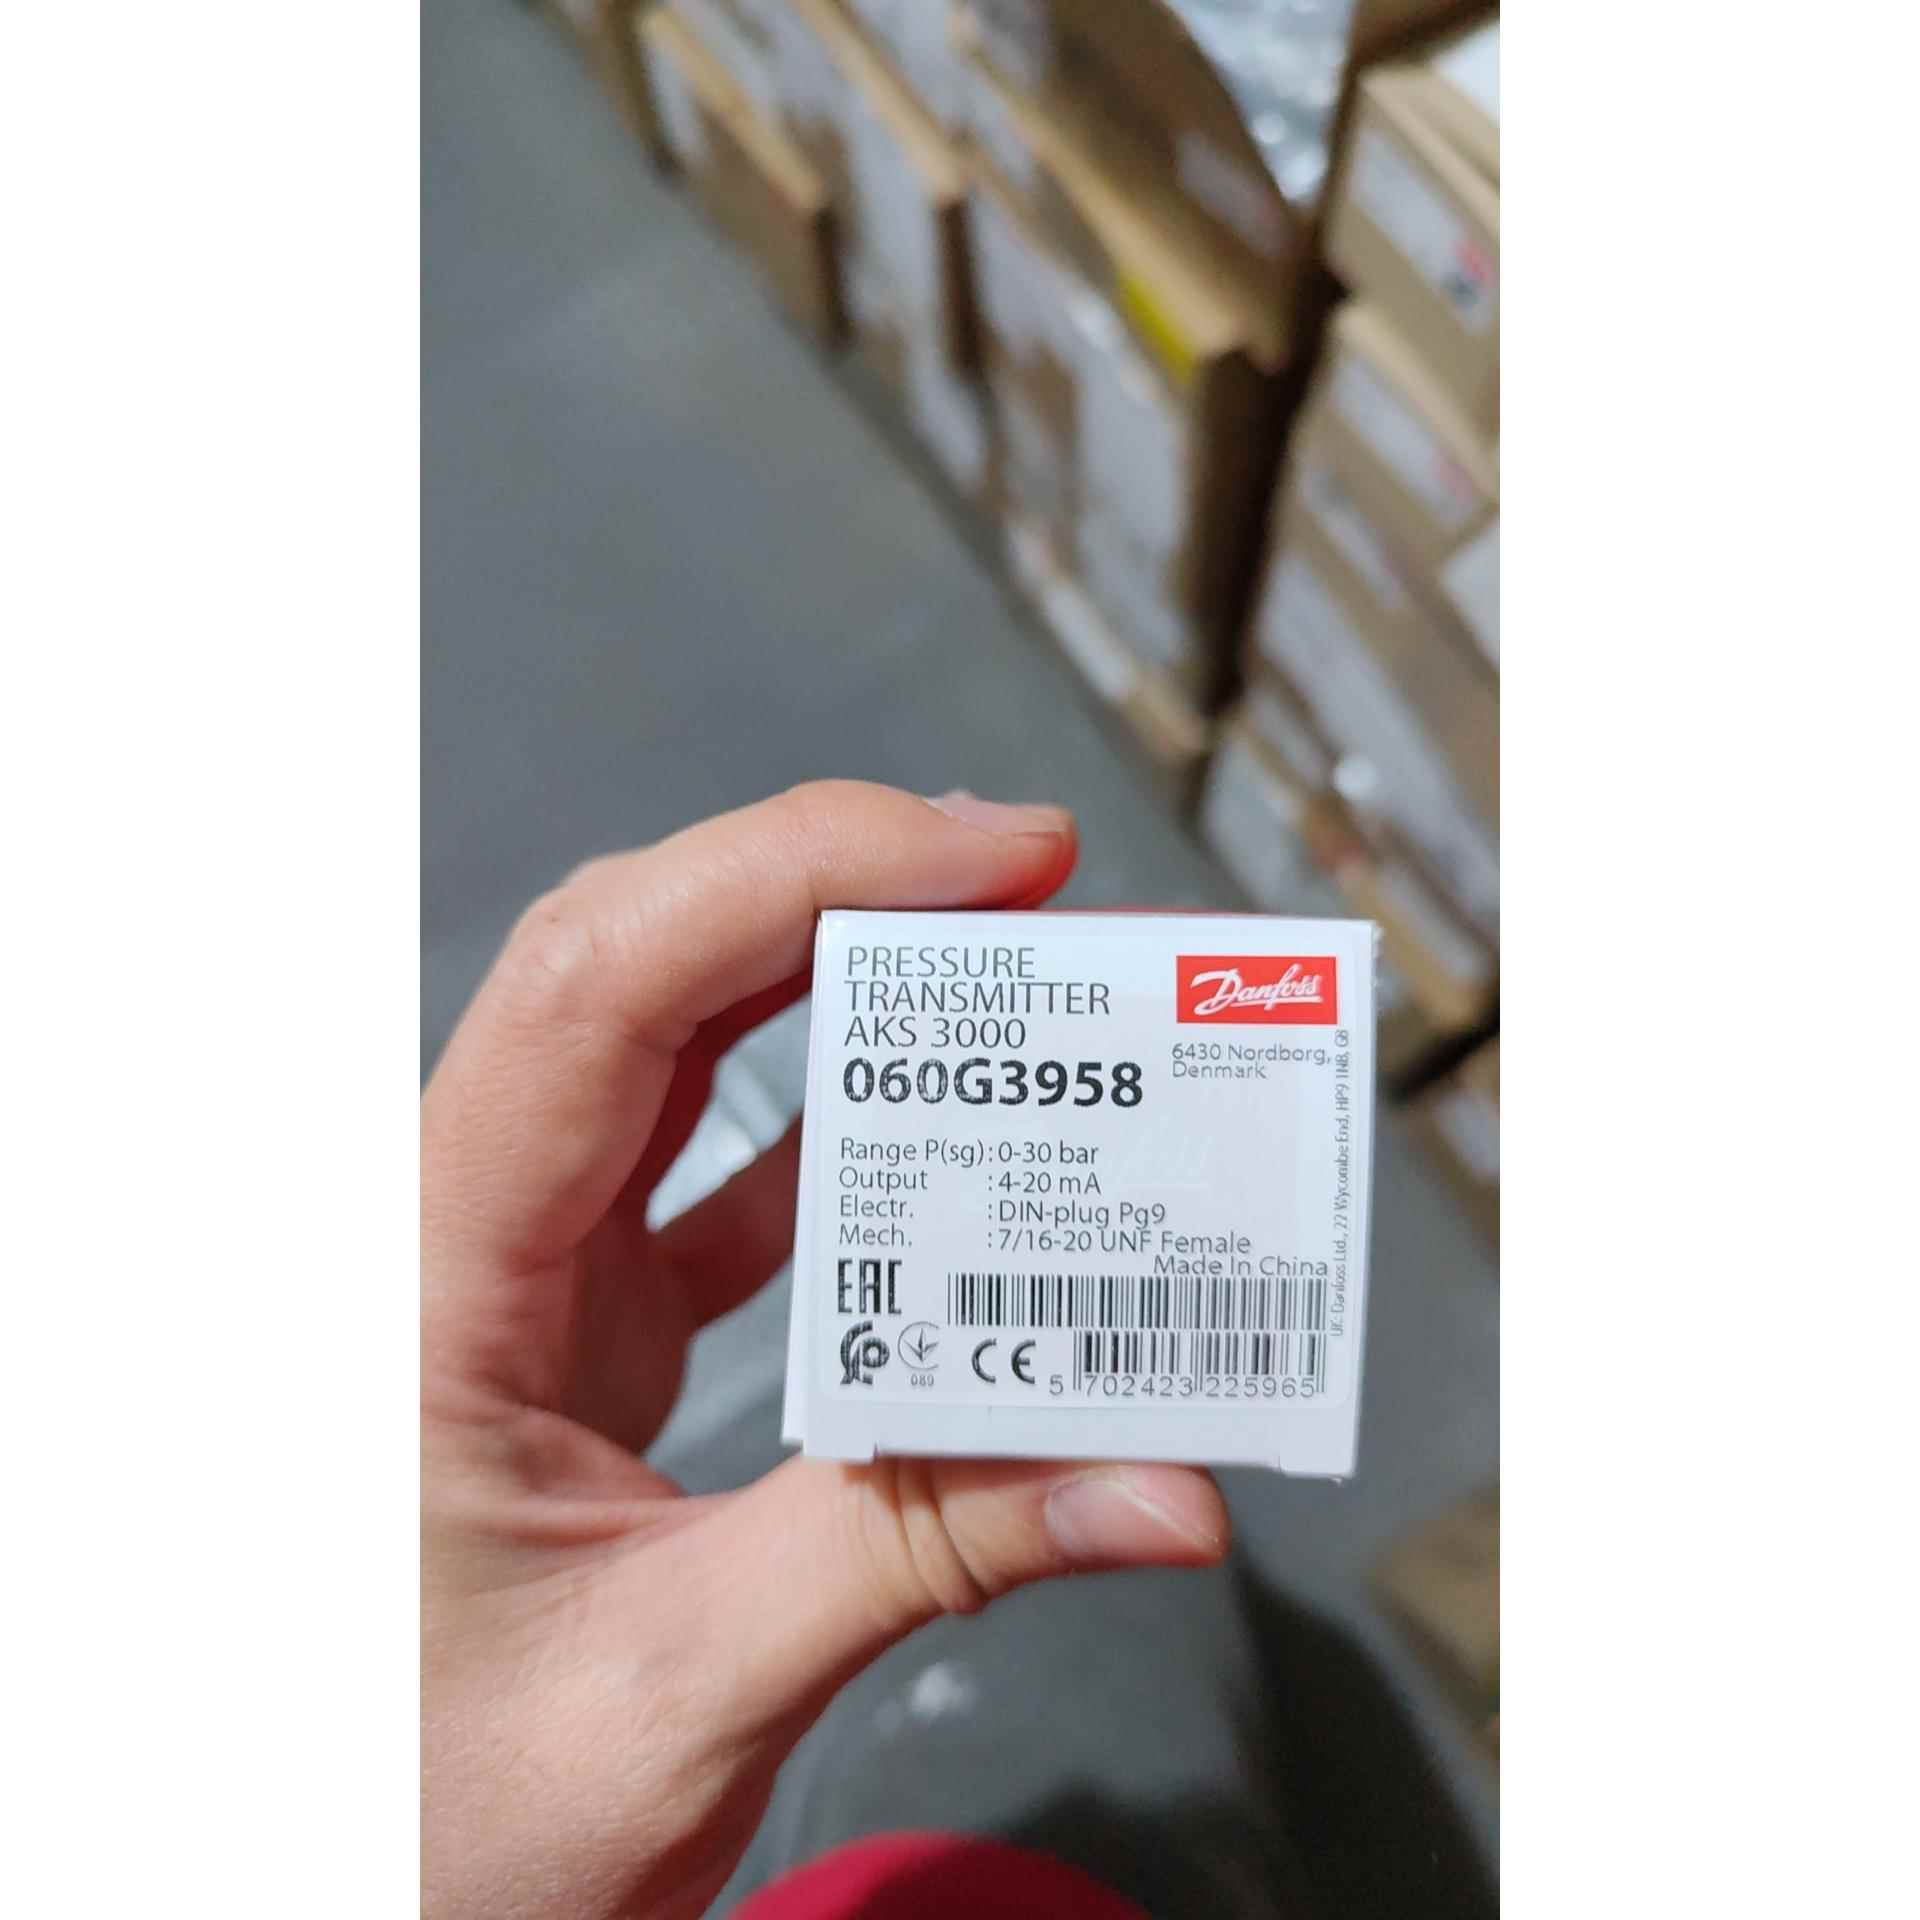 PRESSURE
TRANSMITTER
AKS 3000
060G3958
Danfoss
6430 Nordborg,
Denmark
UK: Danfoss Ltd., 22 Wycombe End, HP9 1NB, GB
Range P(sg): 0-30 bar
Output : 4-20 mA
Electr. : DIN-plug Pg9
Mech. : 7/16-20 UNF Female
Made In China
EAC
089
CE
5 702423 225965